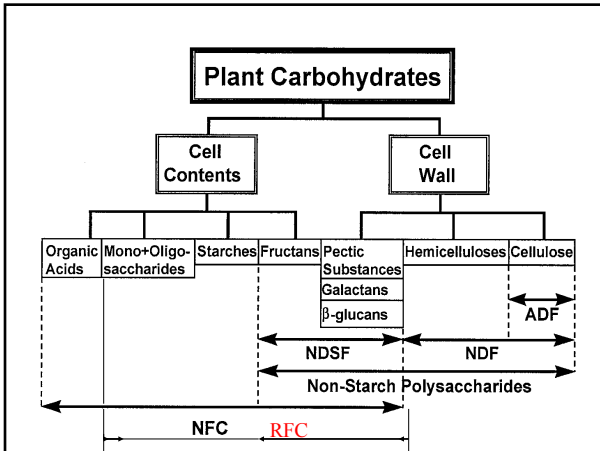 Plant Carbohydrates
Cell
Contents
Cell
Wall
Organic
Acids
Mono+Oligo-
saccharides
Starches
Fructans
Pectic
Substances
Galactans
β-glucans
Hemicelluloses
Cellulose
ADF
NDSF
NDF
Non-Starch Polysaccharides
NFC
RFC